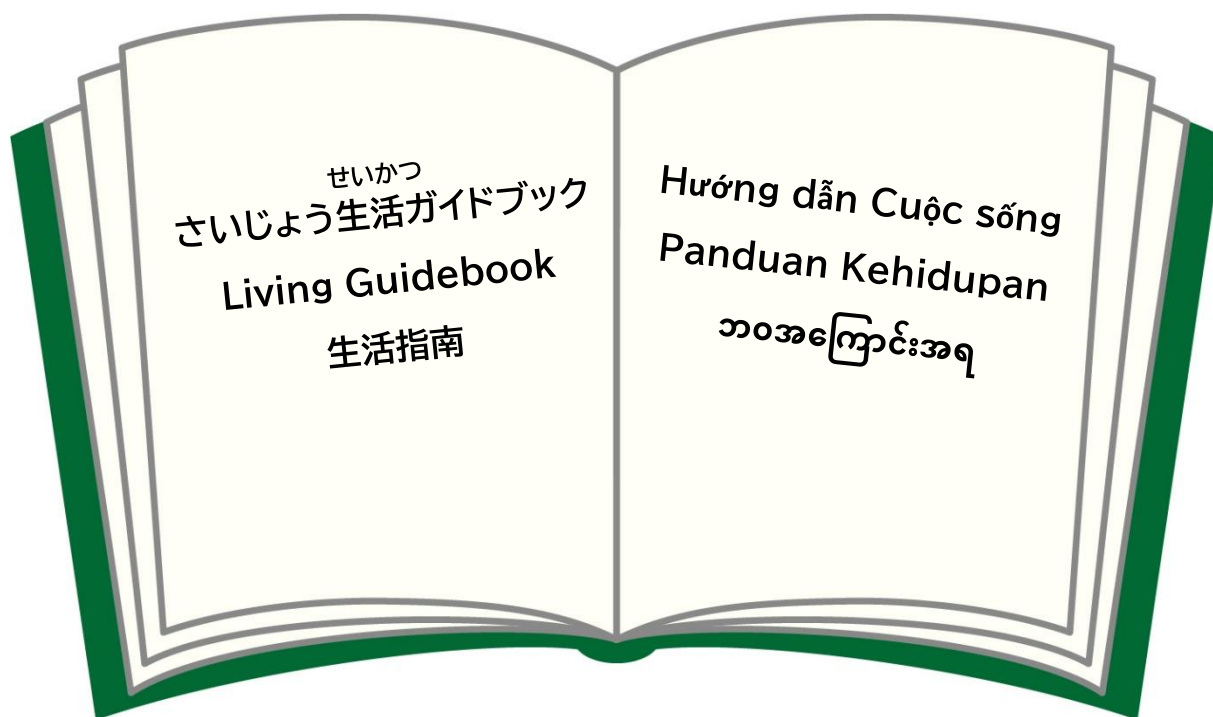 せいかつ
さいじょう生活ガイドブック
Living Guidebook
生活指南
Hướng dẫn Cuộc sống
Panduan Kehidupan
ဘဝအကြောင်းအရ